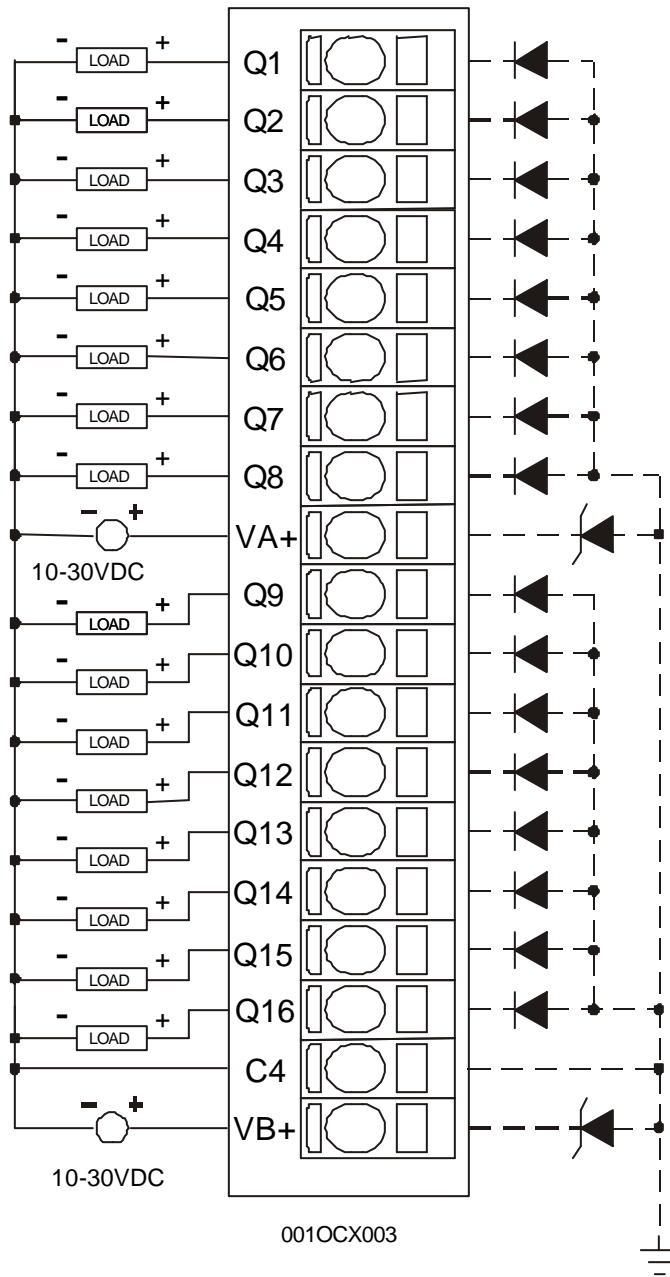 - LOAD + Q1
- LOAD + Q2
- LOAD + Q3
- LOAD + Q4
- LOAD + Q5
- LOAD + Q6
- LOAD + Q7
- LOAD + Q8
- + VA+
10-30VDC
- LOAD + Q9
- LOAD + Q10
- LOAD + Q11
- LOAD + Q12
- LOAD + Q13
- LOAD + Q14
- LOAD + Q15
- LOAD + Q16
C4
- + VB+
10-30VDC
001OCX003